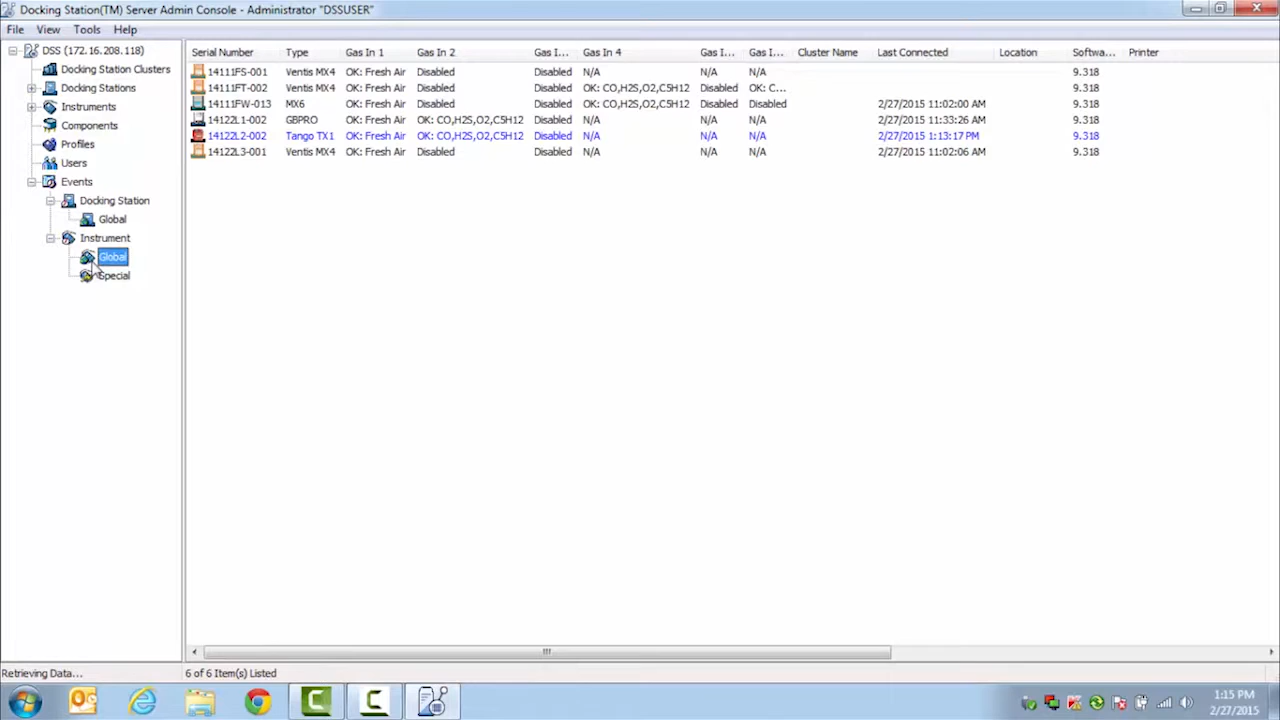 Docking Station(TM) Server Admin Console - Administrator "DSSUSER"
File View Tools Help
DSS (172.16.208.118)
Docking Station Clusters
Docking Stations
Instruments
Components
Profiles
Users
Events
Docking Station
Global
Instrument
Global
Special
Serial Number Type Gas In 1 Gas In 2 Gas I... Gas In 4 Gas I... Gas I... Cluster Name Last Connected Location Softwa... Printer
14111FS-001 Ventis MX4 OK: Fresh Air Disabled Disabled N/A N/A N/A 9.318
14111FT-002 Ventis MX4 OK: Fresh Air Disabled Disabled OK: CO,H2S,O2,C5H12 Disabled OK: C... 9.318
14111FW-013 MX6 OK: Fresh Air Disabled Disabled OK: CO,H2S,O2,C5H12 Disabled Disabled 2/27/2015 11:02:00 AM 9.318
14122L1-002 GBPRO OK: Fresh Air OK: CO,H2S,O2,C5H12 Disabled N/A N/A N/A 2/27/2015 11:33:26 AM 9.318
14122L2-002 Tango TX1 OK: Fresh Air OK: CO,H2S,O2,C5H12 Disabled N/A N/A N/A 2/27/2015 1:13:17 PM 9.318
14122L3-001 Ventis MX4 OK: Fresh Air Disabled Disabled N/A N/A N/A 2/27/2015 11:02:06 AM 9.318
Retrieving Data... 6 of 6 Item(s) Listed
1:15 PM
2/27/2015